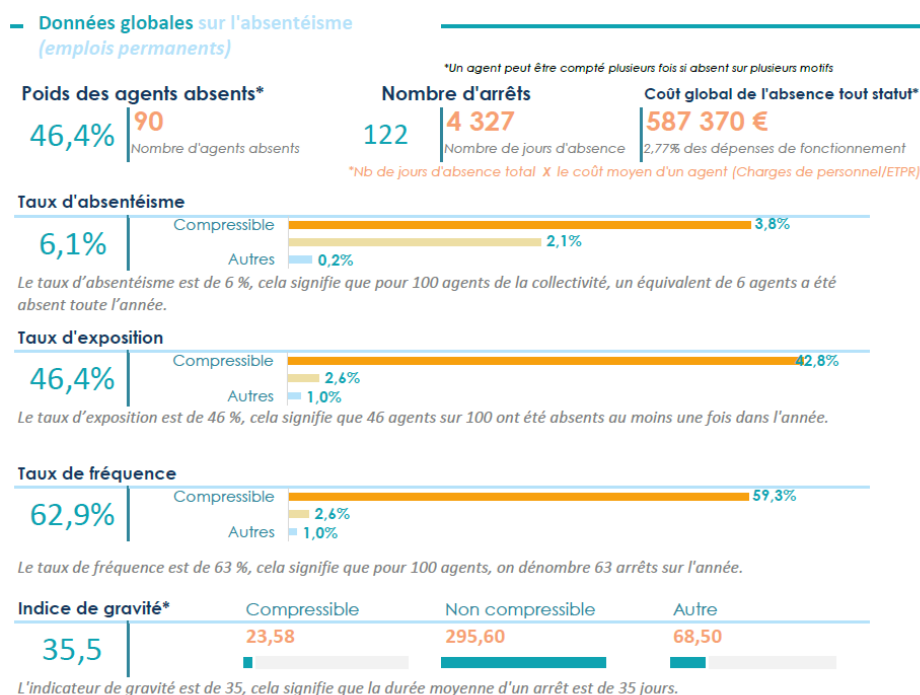 Données globales sur l'absentéisme
(emplois permanents)
*Un agent peut être compté plusieurs fois si absent sur plusieurs motifs
Poids des agents absents*
46,4%
90
Nombre d'agents absents
Nombre d'arrêts
122
4 327
Nombre de jours d'absence
Coût global de l'absence tout statut*
587 370 €
2,77% des dépenses de fonctionnement
*Nb de jours d'absence total X le coût moyen d'un agent (Charges de personnel/ETPR)
Taux d'absentéisme
6,1%
Compressible 3,8%
2,1%
Autres 0,2%
Le taux d'absentéisme est de 6 %, cela signifie que pour 100 agents de la collectivité, un équivalent de 6 agents a été
absent toute l'année.
Taux d'exposition
46,4%
Compressible 42,8%
2,6%
Autres 1,0%
Le taux d'exposition est de 46 %, cela signifie que 46 agents sur 100 ont été absents au moins une fois dans l'année.
Taux de fréquence
62,9%
Compressible 59,3%
2,6%
Autres 1,0%
Le taux de fréquence est de 63 %, cela signifie que pour 100 agents, on dénombre 63 arrêts sur l'année.
Indice de gravité*
35,5
Compressible
23,58
Non compressible
295,60
Autre
68,50
L'indicateur de gravité est de 35, cela signifie que la durée moyenne d'un arrêt est de 35 jours.